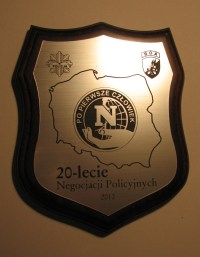 PO PIERWSZE CZŁOWIEK
N
20-lecie
Negocjacji Policyjnych